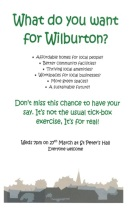 What do you want
for Wilburton?
• Affordable homes for local people?
• Better community facilities?
• Thriving local amenities?
• Workspaces for local businesses?
• More green spaces?
• A sustainable future?
Don't miss this chance to have your
say. It's not the usual tick-box
exercise, It's for real!
Weds 7pm on 27th March at St Peter's Hall
Everyone welcome